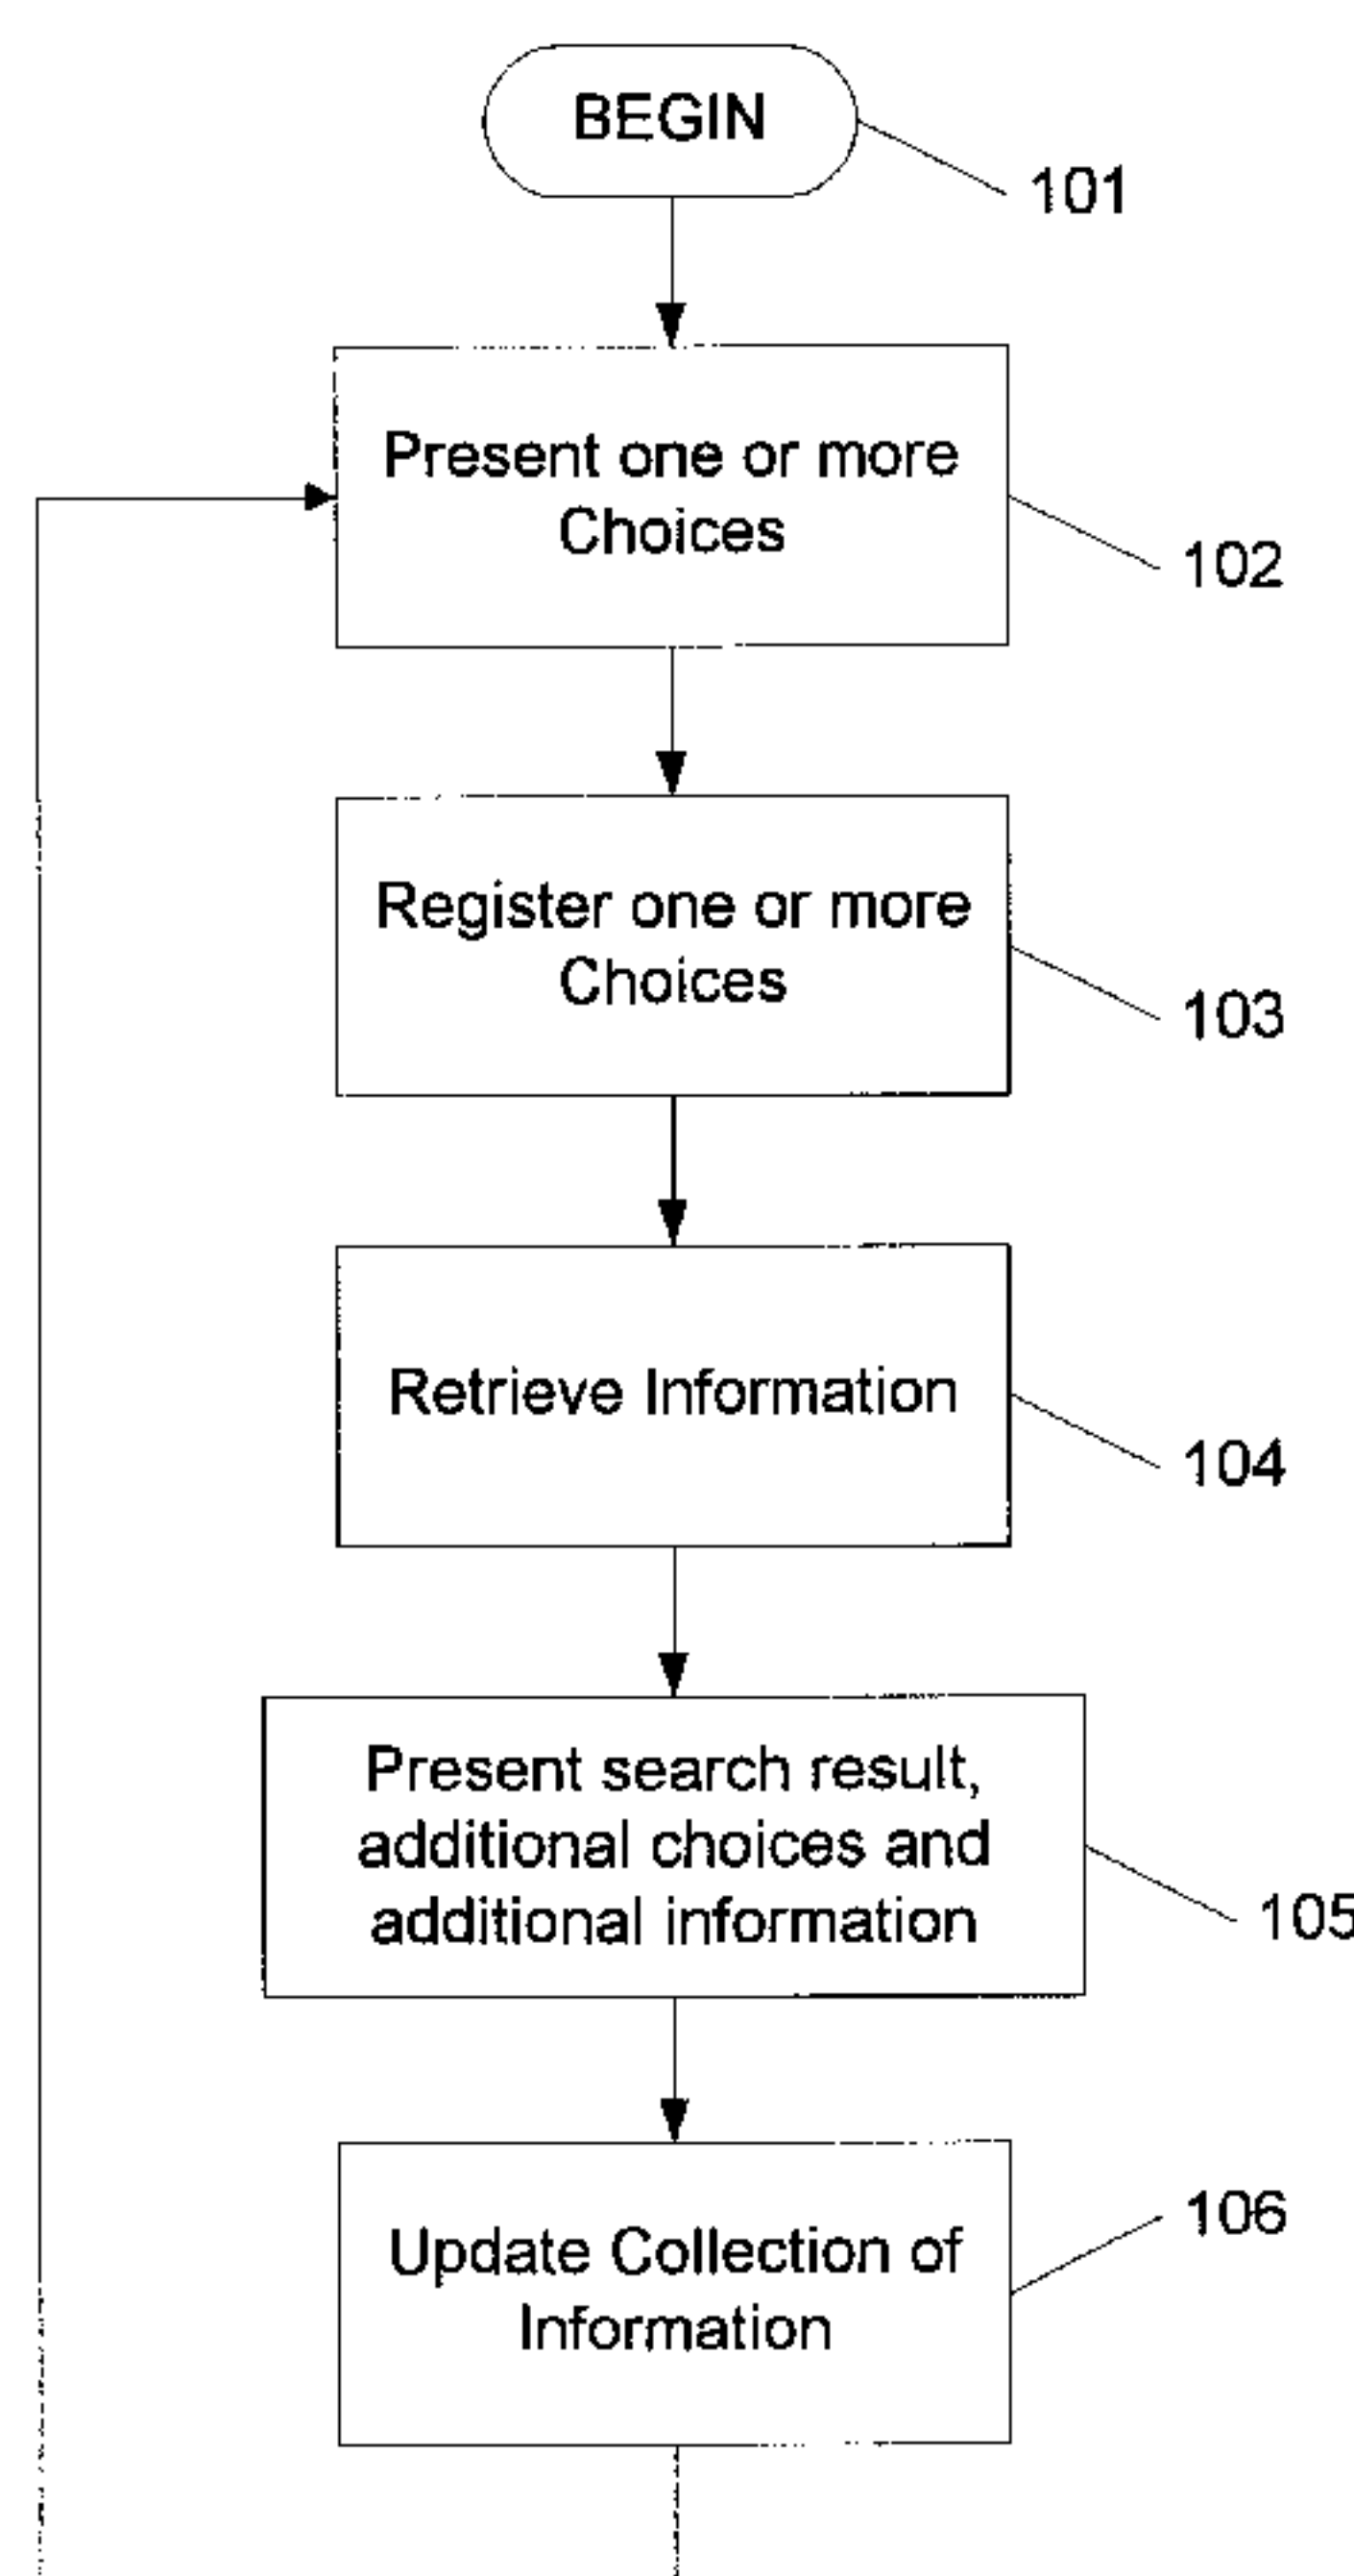 BEGIN
101
Present one or more
Choices
102
Register one or more
Choices
103
Retrieve Information
104
Present search result,
additional choices and
additional information
105
106
Update Collection of
Information